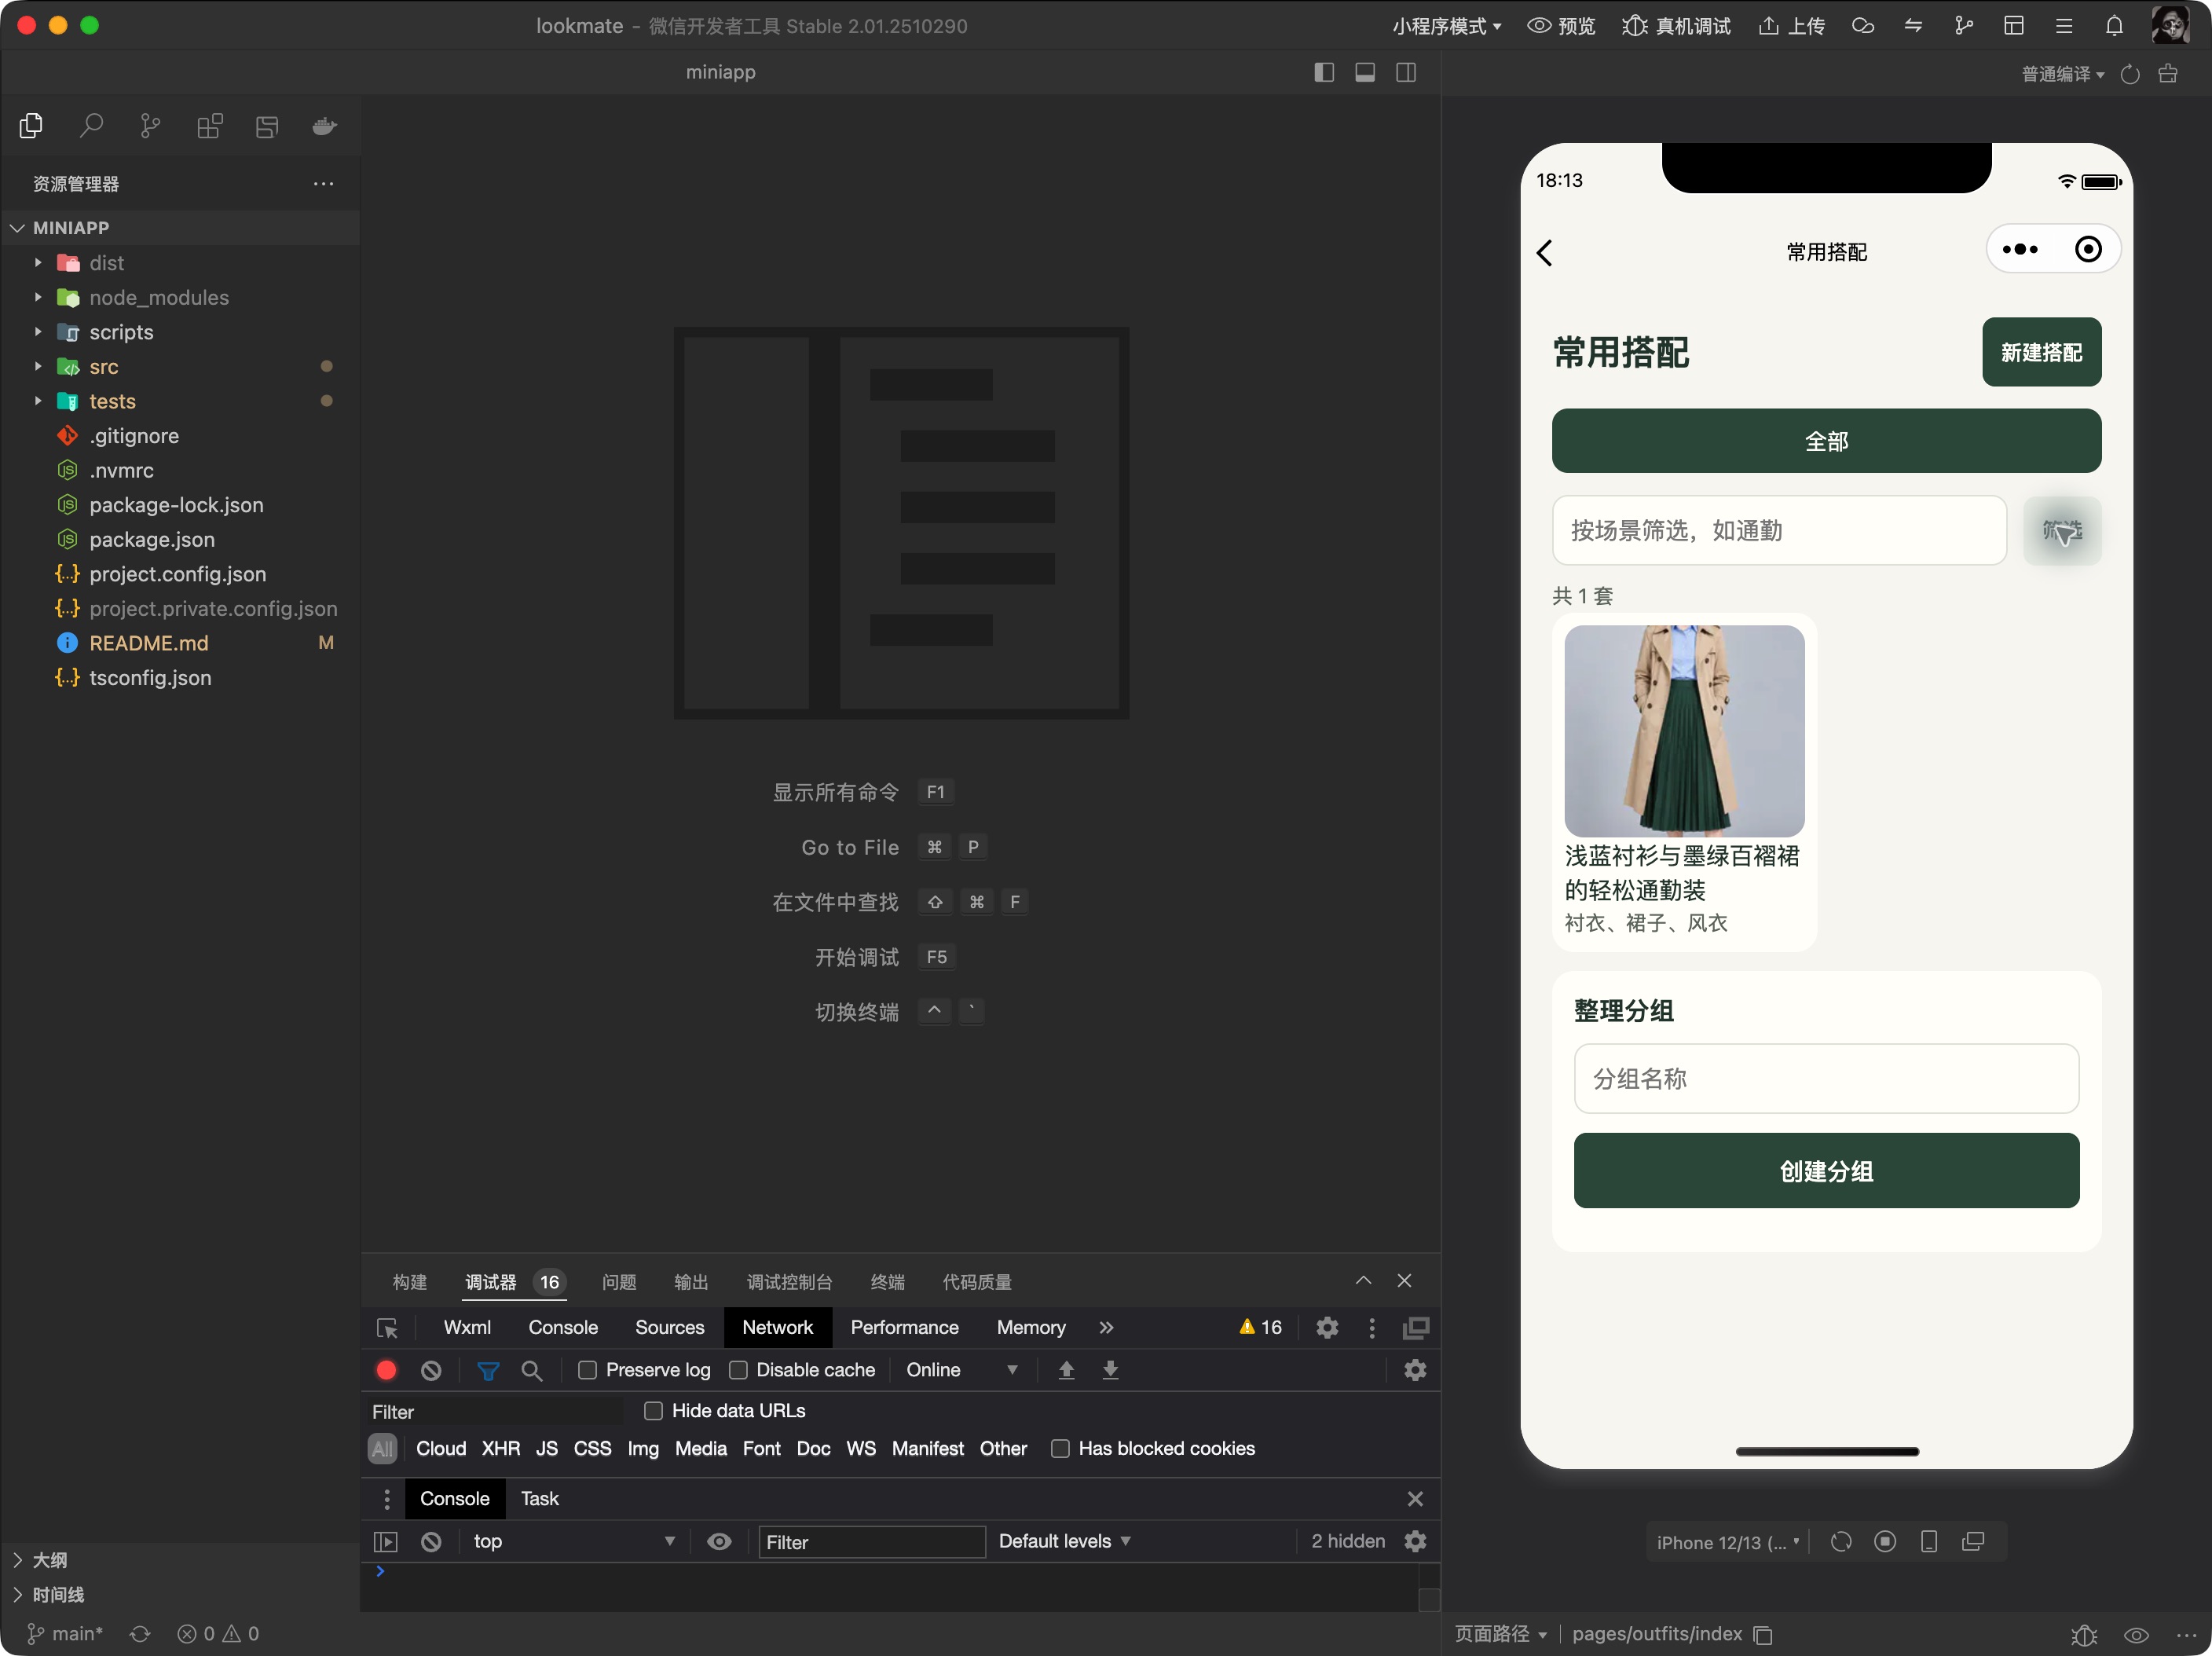 lookmate - 微信开发者工具 Stable 2.01.2510290
小程序模式
预览
真机调试
上传
miniapp
普通编译
资源管理器
MINIAPP
dist
node_modules
scripts
src
tests
.gitignore
.nvmrc
package-lock.json
package.json
project.config.json
project.private.config.json
README.md M
tsconfig.json
大纲
时间线
main*
0 0
显示所有命令 F1
Go to File ⌘ P
在文件中查找 ⇧ ⌘ F
开始调试 F5
切换终端 ^ `
构建
调试器 16
问题
输出
调试控制台
终端
代码质量
Wxml
Console
Sources
Network
Performance
Memory
16
Preserve log
Disable cache
Online
Filter
Hide data URLs
All
Cloud
XHR
JS
CSS
Img
Media
Font
Doc
WS
Manifest
Other
Has blocked cookies
Console
Task
top
Filter
Default levels
2 hidden
18:13
常用搭配
常用搭配
新建搭配
全部
按场景筛选，如通勤
筛选
共 1 套
浅蓝衬衫与墨绿百褶裙
的轻松通勤装
衬衣、裙子、风衣
整理分组
分组名称
创建分组
iPhone 12/13 (...
页面路径
pages/outfits/index